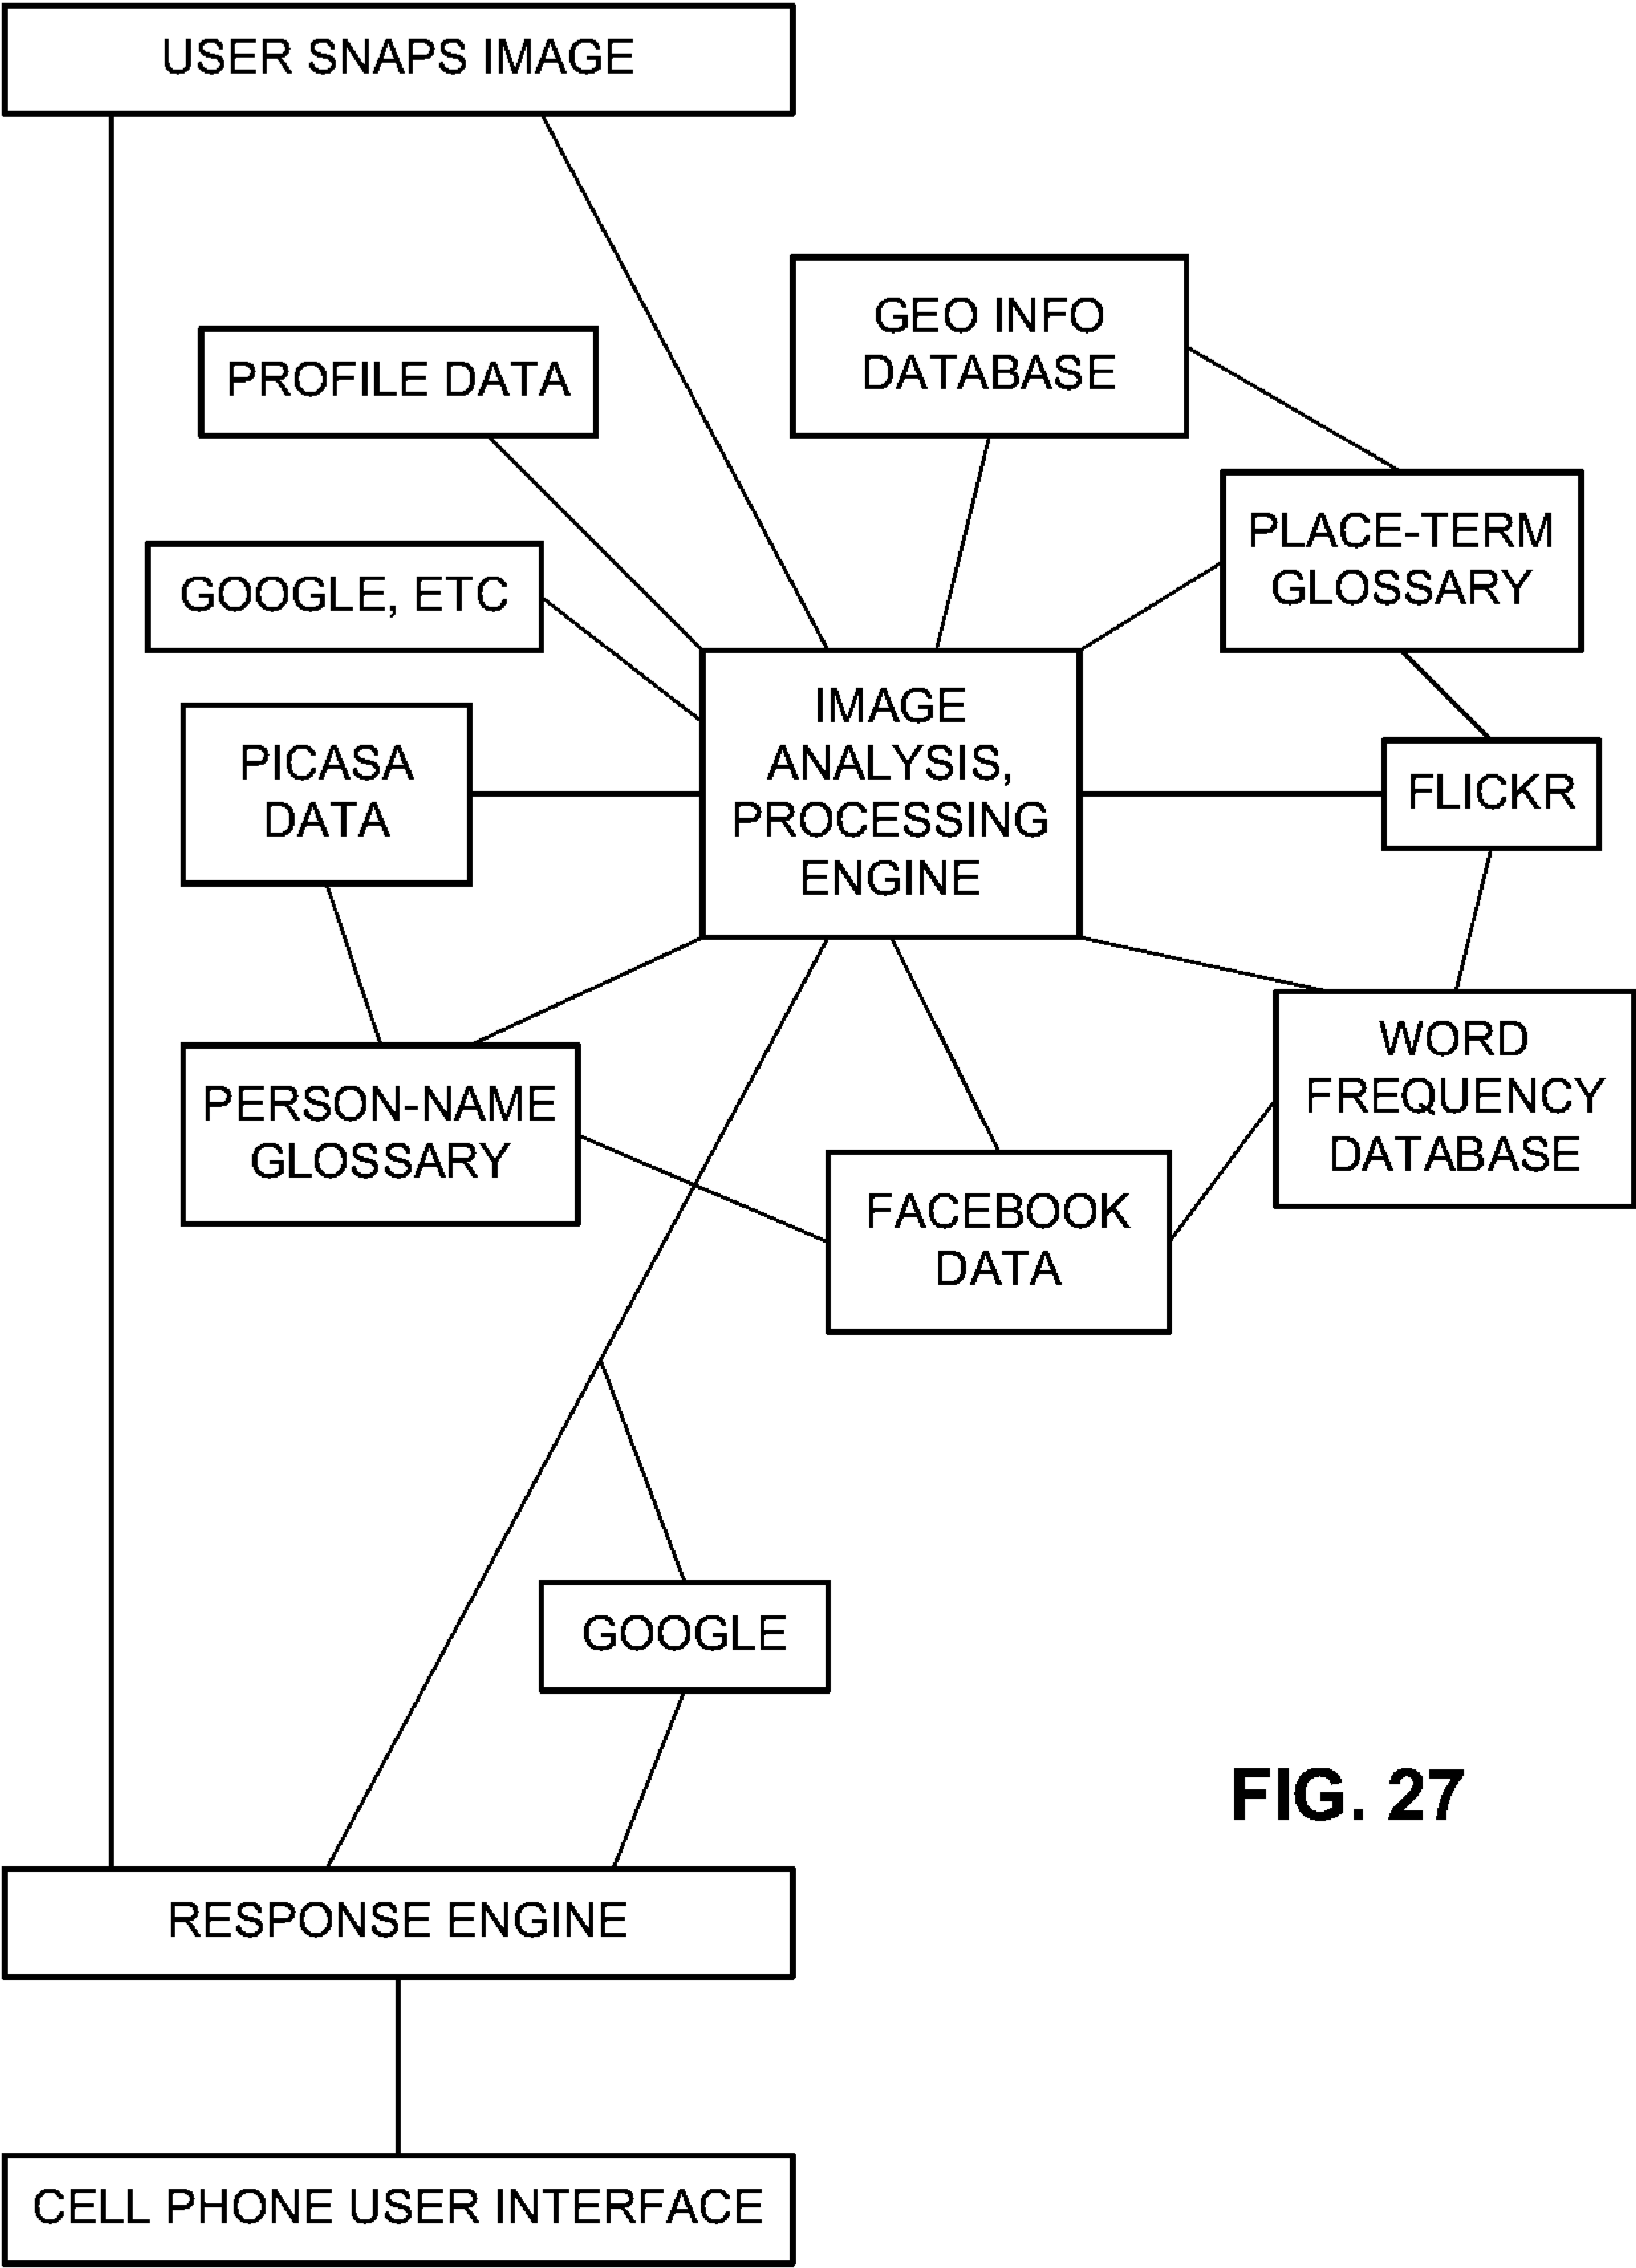 USER SNAPS IMAGE
GEO INFO
DATABASE
PROFILE DATA
PLACE-TERM
GLOSSARY
GOOGLE, ETC
IMAGE
ANALYSIS,
PROCESSING
ENGINE
PICASA
DATA
FLICKR
WORD
FREQUENCY
DATABASE
PERSON-NAME
GLOSSARY
FACEBOOK
DATA
GOOGLE
FIG. 27
RESPONSE ENGINE
CELL PHONE USER INTERFACE